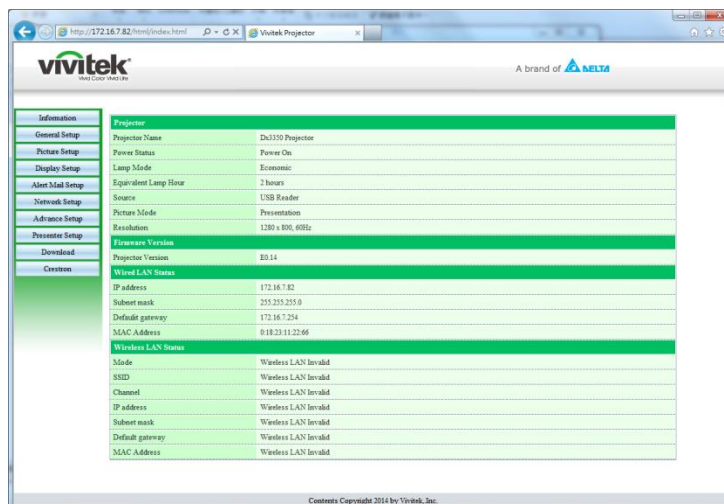 http://172.16.7.82/html/index.html
Vivitek Projector
vivitek
Vivid Color Vivid Life
A brand of DELTA
Information
General Setup
Picture Setup
Display Setup
Alert Mail Setup
Network Setup
Advance Setup
Presenter Setup
Download
Crestron
Projector
Projector Name Dx3350 Projector
Power Status Power On
Lamp Mode Economic
Equivalent Lamp Hour 2 hours
Source USB Reader
Picture Mode Presentation
Resolution 1280 x 800, 60Hz
Firmware Version
Projector Version E0.14
Wired LAN Status
IP address 172.16.7.82
Subnet mask 255.255.255.0
Default gateway 172.16.7.254
MAC Address 0:18:23:11:22:66
Wireless LAN Status
Mode Wireless LAN Invalid
SSID Wireless LAN Invalid
Channel Wireless LAN Invalid
IP address Wireless LAN Invalid
Subnet mask Wireless LAN Invalid
Default gateway Wireless LAN Invalid
MAC Address Wireless LAN Invalid
Contents Copyright 2014 by Vivitek, Inc.